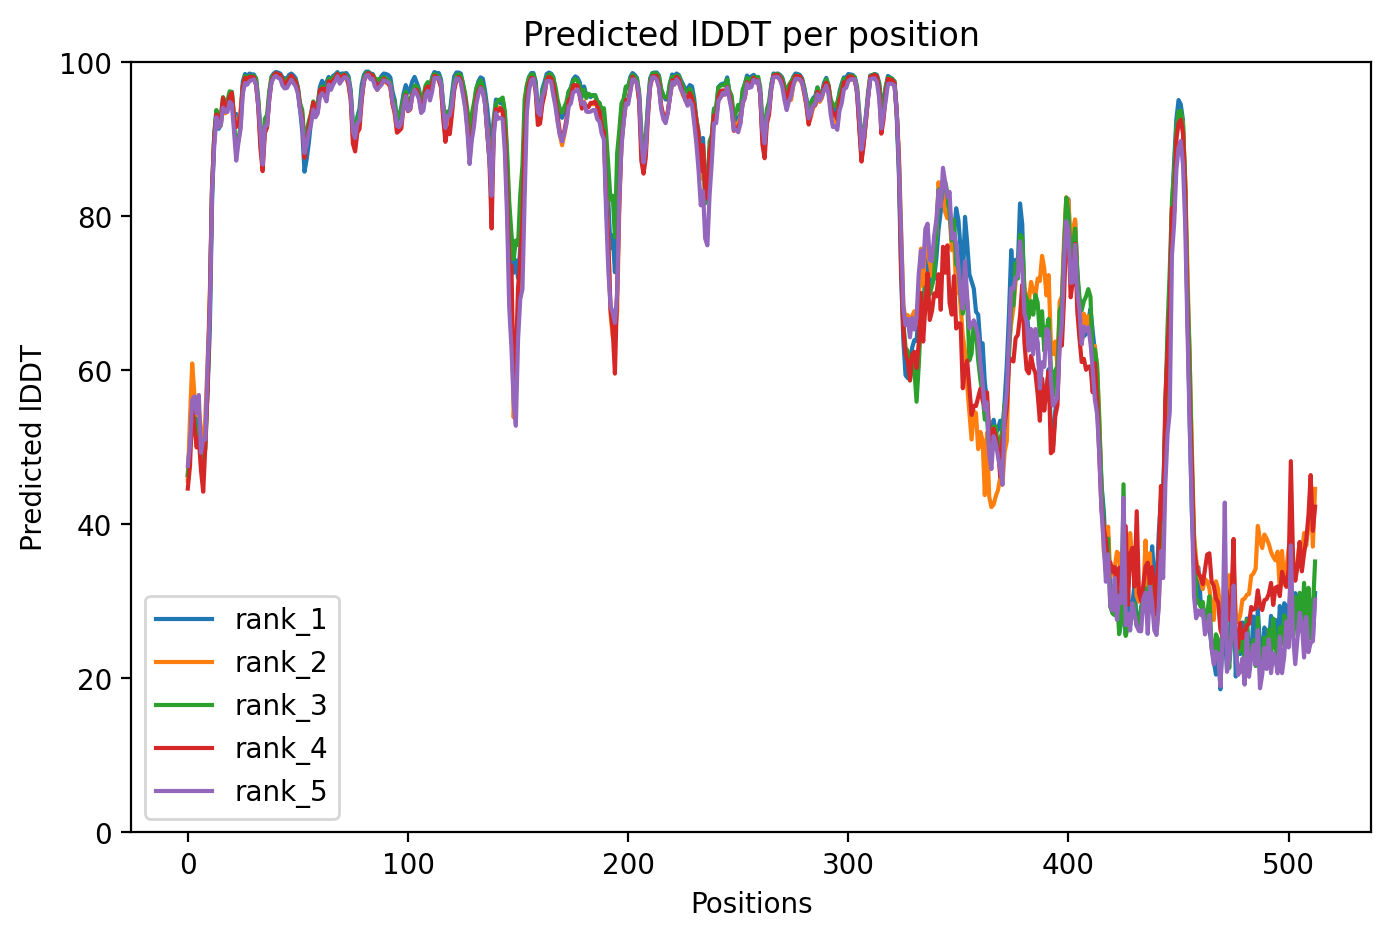 Predicted lDDT per position
100
80
60
40
20
0
Predicted lDDT
rank_1
rank_2
rank_3
rank_4
rank_5
0 100 200 300 400 500
Positions